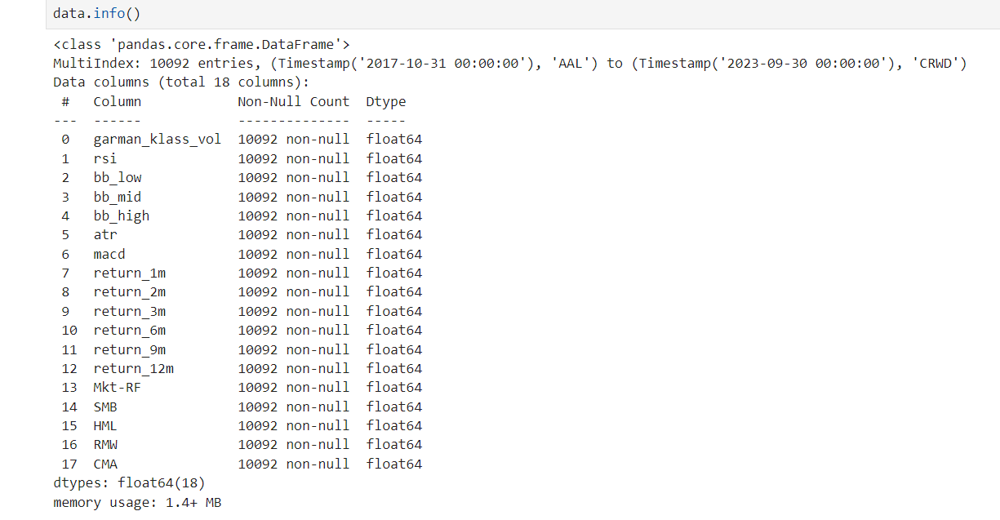 data.info()
<class 'pandas.core.frame.DataFrame'>
MultiIndex: 10092 entries, (Timestamp('2017-10-31 00:00:00'), 'AAL') to (Timestamp('2023-09-30 00:00:00'), 'CRWD')
Data columns (total 18 columns):
 #   Column            Non-Null Count  Dtype
---  ------            --------------  -----
 0   garman_klass_vol  10092 non-null  float64
 1   rsi               10092 non-null  float64
 2   bb_low            10092 non-null  float64
 3   bb_mid            10092 non-null  float64
 4   bb_high           10092 non-null  float64
 5   atr               10092 non-null  float64
 6   macd              10092 non-null  float64
 7   return_1m         10092 non-null  float64
 8   return_2m         10092 non-null  float64
 9   return_3m         10092 non-null  float64
 10  return_6m         10092 non-null  float64
 11  return_9m         10092 non-null  float64
 12  return_12m        10092 non-null  float64
 13  Mkt-RF            10092 non-null  float64
 14  SMB               10092 non-null  float64
 15  HML               10092 non-null  float64
 16  RMW               10092 non-null  float64
 17  CMA               10092 non-null  float64
dtypes: float64(18)
memory usage: 1.4+ MB